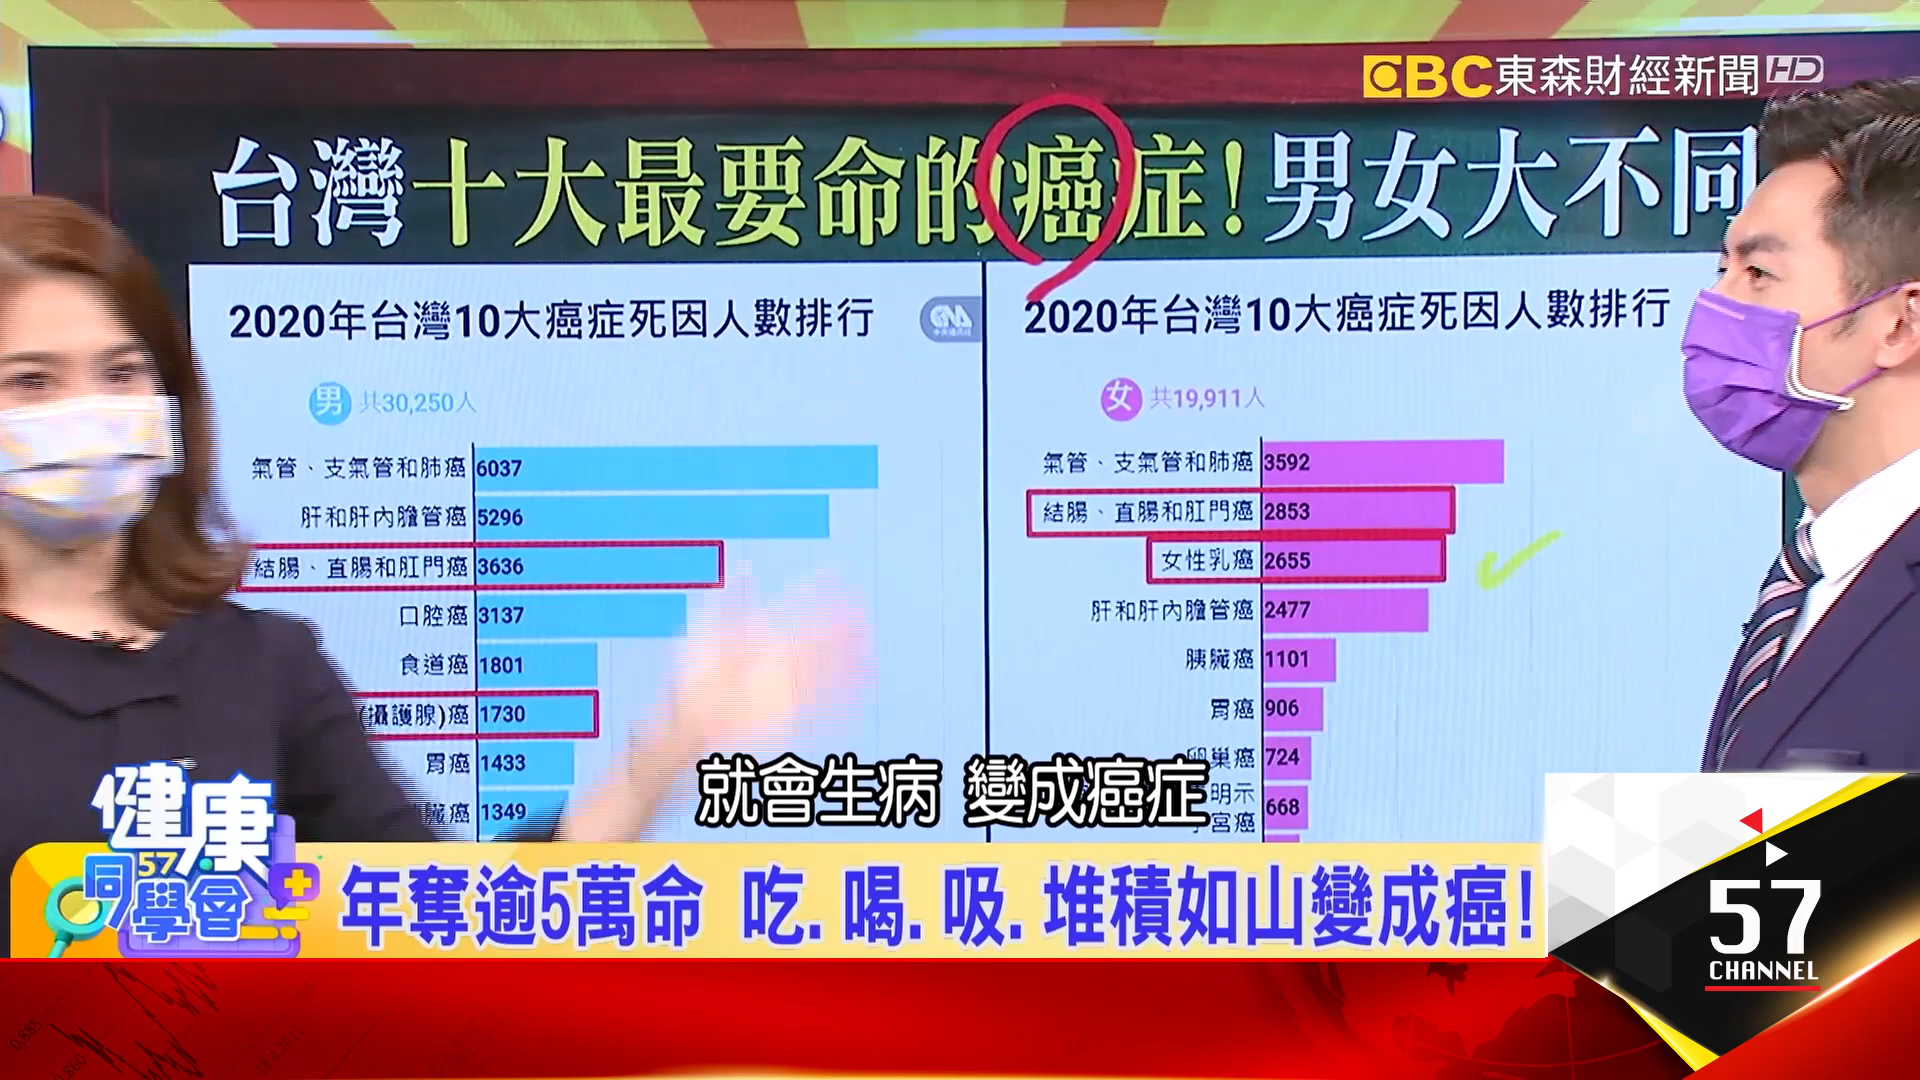 EBC東森財經新聞HD
台灣十大最要命的癌症!男女大不同
2020年台灣10大癌症死因人數排行
CNA
男 共30,250人
氣管、支氣管和肺癌 6037
肝和肝內膽管癌 5296
結腸、直腸和肛門癌 3636
口腔癌 3137
食道癌 1801
(攝護腺)癌 1730
胃癌 1433
臟癌 1349
2020年台灣10大癌症死因人數排行
女 共19,911人
氣管、支氣管和肺癌 3592
結腸、直腸和肛門癌 2853
女性乳癌 2655
肝和肝內膽管癌 2477
胰臟癌 1101
胃癌 906
卵巢癌 724
明示
子宮癌 668
就會生病 變成癌症
健康
57
同學會
年奪逾5萬命 吃.喝.吸.堆積如山變成癌!
57
CHANNEL